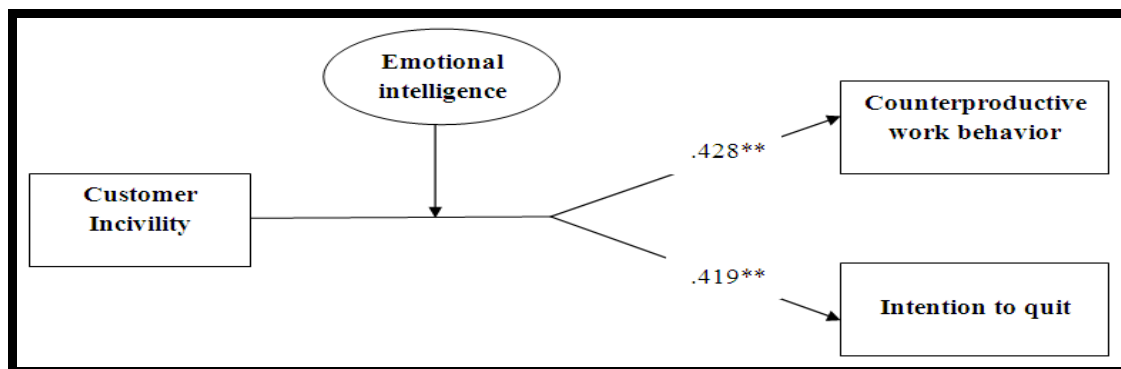 Emotional
intelligence
Counterproductive
work behavior
.428**
Customer
Incivility
.419**
Intention to quit